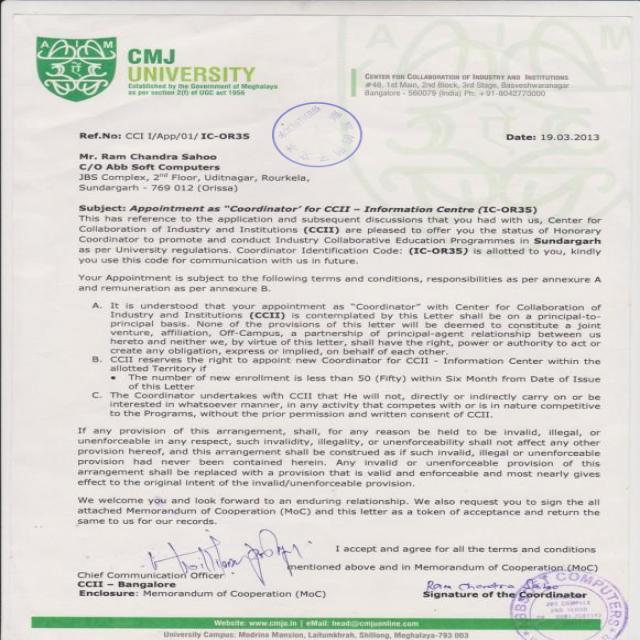 CMJ
UNIVERSITY
Established by the Government of Meghalaya
as per section 2(f) of UGC act 1956
CENTER FOR COLLABORATION OF INDUSTRY AND INSTITUTIONS
#48, 1st Main, 2nd Block, 3rd Stage, Basveshwaranagar
Bangalore - 560079 (India) Ph: +91-8042770000
Ref.No: CCI I/App/01/ IC-OR35
Date: 19.03.2013
Mr. Ram Chandra Sahoo
C/O Abb Soft Computers
JBS Complex, 2nd Floor, Uditnagar, Rourkela,
Sundargarh - 769 012 (Orissa)
Subject: Appointment as "Coordinator' for CCII – Information Centre (IC-OR35)
This has reference to the application and subsequent discussions that you had with us, Center for
Collaboration of Industry and Institutions (CCII) are pleased to offer you the status of Honorary
Coordinator to promote and conduct Industry Collaborative Education Programmes in Sundargarh
as per University regulations. Coordinator Identification Code: (IC-OR35) is allotted to you, kindly
you use this code for communication with us in future.
Your Appointment is subject to the following terms and conditions, responsibilities as per annexure A
and remuneration as per annexure B.
A. It is understood that your appointment as "Coordinator" with Center for Collaboration of
Industry and Institutions (CCII) is contemplated by this Letter shall be on a principal-to-
principal basis. None of the provisions of this letter will be deemed to constitute a joint
venture, affiliation, Off-Campus, a partnership of principal-agent relationship between us
hereto and neither we, by virtue of this letter, shall have the right, power or authority to act or
create any obligation, express or implied, on behalf of each other.
B. CCII reserves the right to appoint new Coordinator for CCII - Information Center within the
allotted Territory if
• The number of new enrollment is less than 50 (Fifty) within Six Month from Date of Issue
of this Letter
C. The Coordinator undertakes with CCII that He will not, directly or indirectly carry on or be
interested in whatsoever manner, in any activity that competes with or is in nature competitive
to the Programs, without the prior permission and written consent of CCII.
If any provision of this arrangement, shall, for any reason be held to be invalid, illegal, or
unenforceable in any respect, such invalidity, illegality, or unenforceability shall not affect any other
provision hereof, and this arrangement shall be construed as if such invalid, illegal or unenforceable
provision had never been contained herein. Any invalid or unenforceable provision of this
arrangement shall be replaced with a provision that is valid and enforceable and most nearly gives
effect to the original intent of the invalid/unenforceable provision.
We welcome you and look forward to an enduring relationship. We also request you to sign the all
attached Memorandum of Cooperation (MoC) and this letter as a token of acceptance and return the
same to us for our records.
I accept and agree for all the terms and conditions
mentioned above and in Memorandum of Cooperation (MoC)
Chief Communication Officer
CCII – Bangalore
Enclosure: Memorandum of Cooperation (MoC)
Ram Chandra Sahoo
Signature of the Coordinator
Website: www.cmju.in | eMail: head@cmjuonline.com
University Campus: Modrina Mansion, Laitumkhrah, Shillong, Meghalaya-793 003